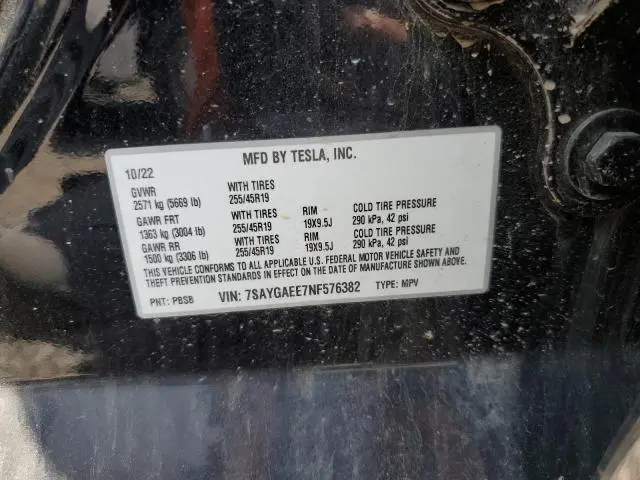 MFD BY TESLA, INC.
10/22
GVWR WITH TIRES
2571 kg (5669 lb) 255/45R19
GAWR FRT WITH TIRES RIM COLD TIRE PRESSURE
1363 kg (3004 lb) 255/45R19 19X9.5J 290 kPa, 42 psi
GAWR RR WITH TIRES RIM COLD TIRE PRESSURE
1500 kg (3306 lb) 255/45R19 19X9.5J 290 kPa, 42 psi
THIS VEHICLE CONFORMS TO ALL APPLICABLE U.S. FEDERAL MOTOR VEHICLE SAFETY AND
THEFT PREVENTION STANDARDS IN EFFECT ON THE DATE OF MANUFACTURE SHOWN ABOVE.
PNT: PBSB VIN: 7SAYGAEE7NF576382 TYPE: MPV